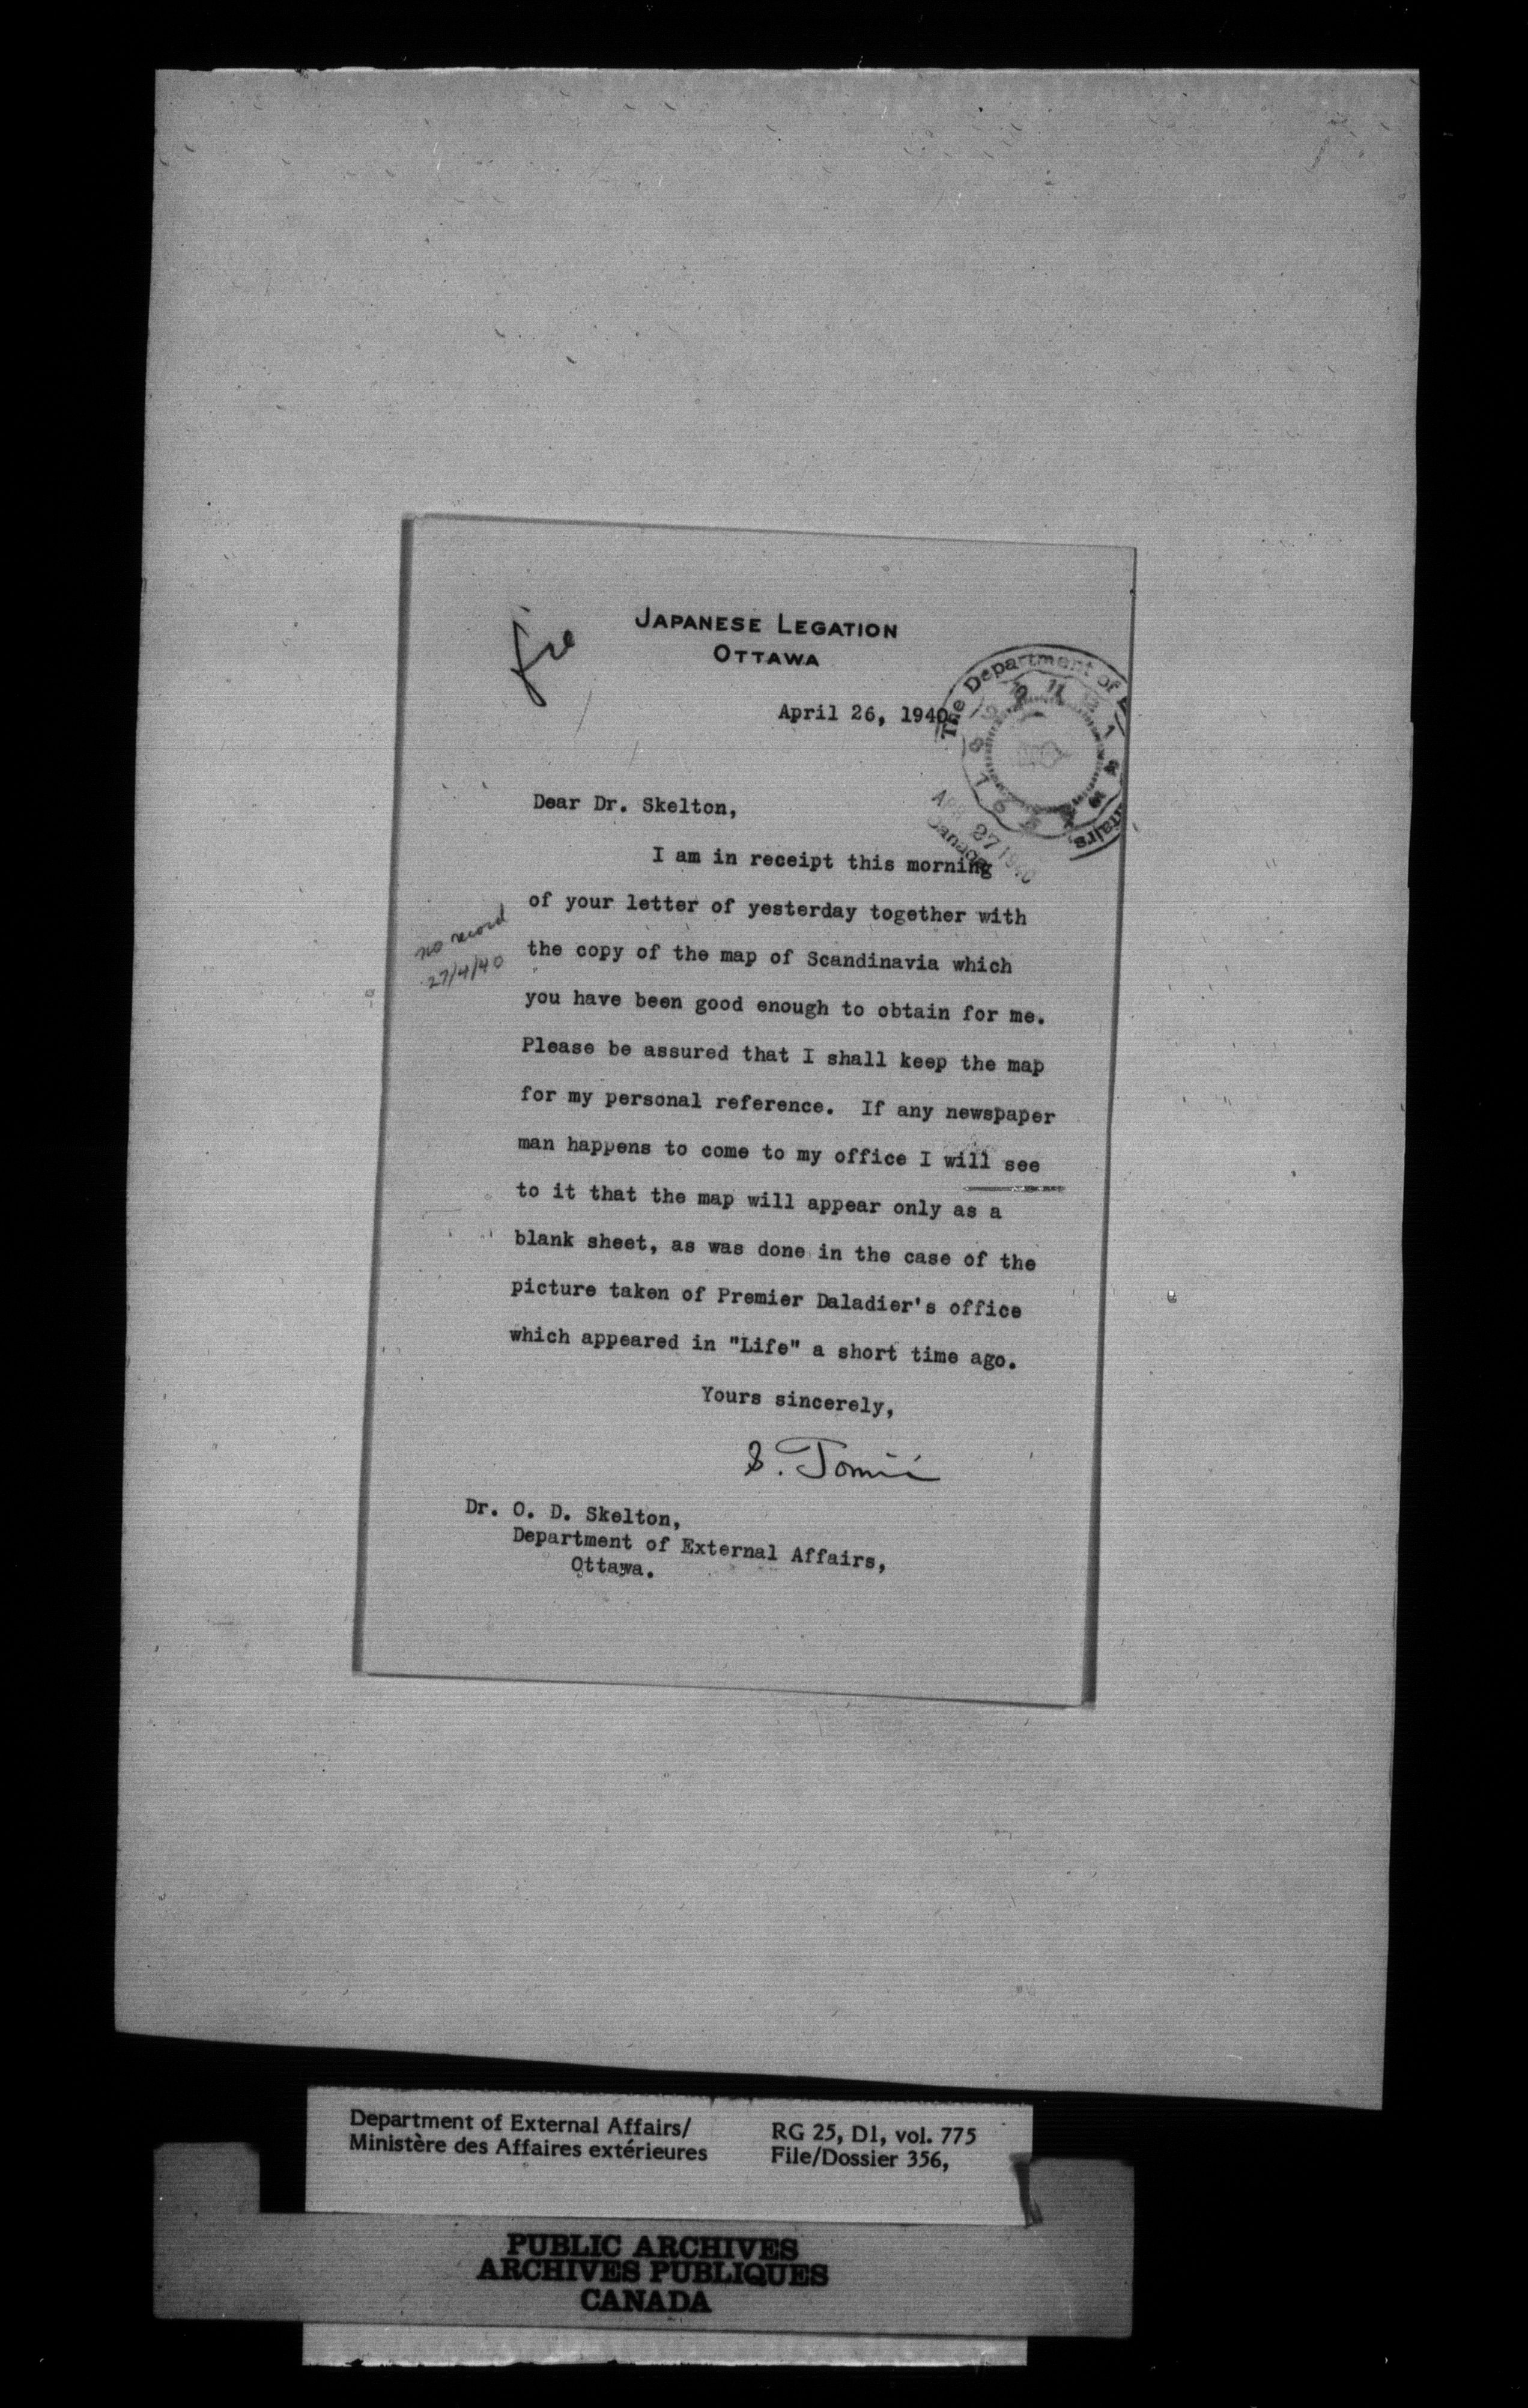 JAPANESE LEGATION
OTTAWA
file
April 26, 1940
The Department of
Affairs
Canada
APR 27 1940
Dear Dr. Skelton,
I am in receipt this morning
of your letter of yesterday together with
no record
27/4/40
the copy of the map of Scandinavia which
you have been good enough to obtain for me.
Please be assured that I shall keep the map
for my personal reference. If any newspaper
man happens to come to my office I will see
to it that the map will appear only as a
blank sheet, as was done in the case of the
picture taken of Premier Daladier's office
which appeared in "Life" a short time ago.
Yours sincerely,
S. Tomii
Dr. O. D. Skelton,
Department of External Affairs,
Ottawa.
Department of External Affairs/
Ministère des Affaires extérieures
RG 25, D1, vol. 775
File/Dossier 356,
PUBLIC ARCHIVES
ARCHIVES PUBLIQUES
CANADA